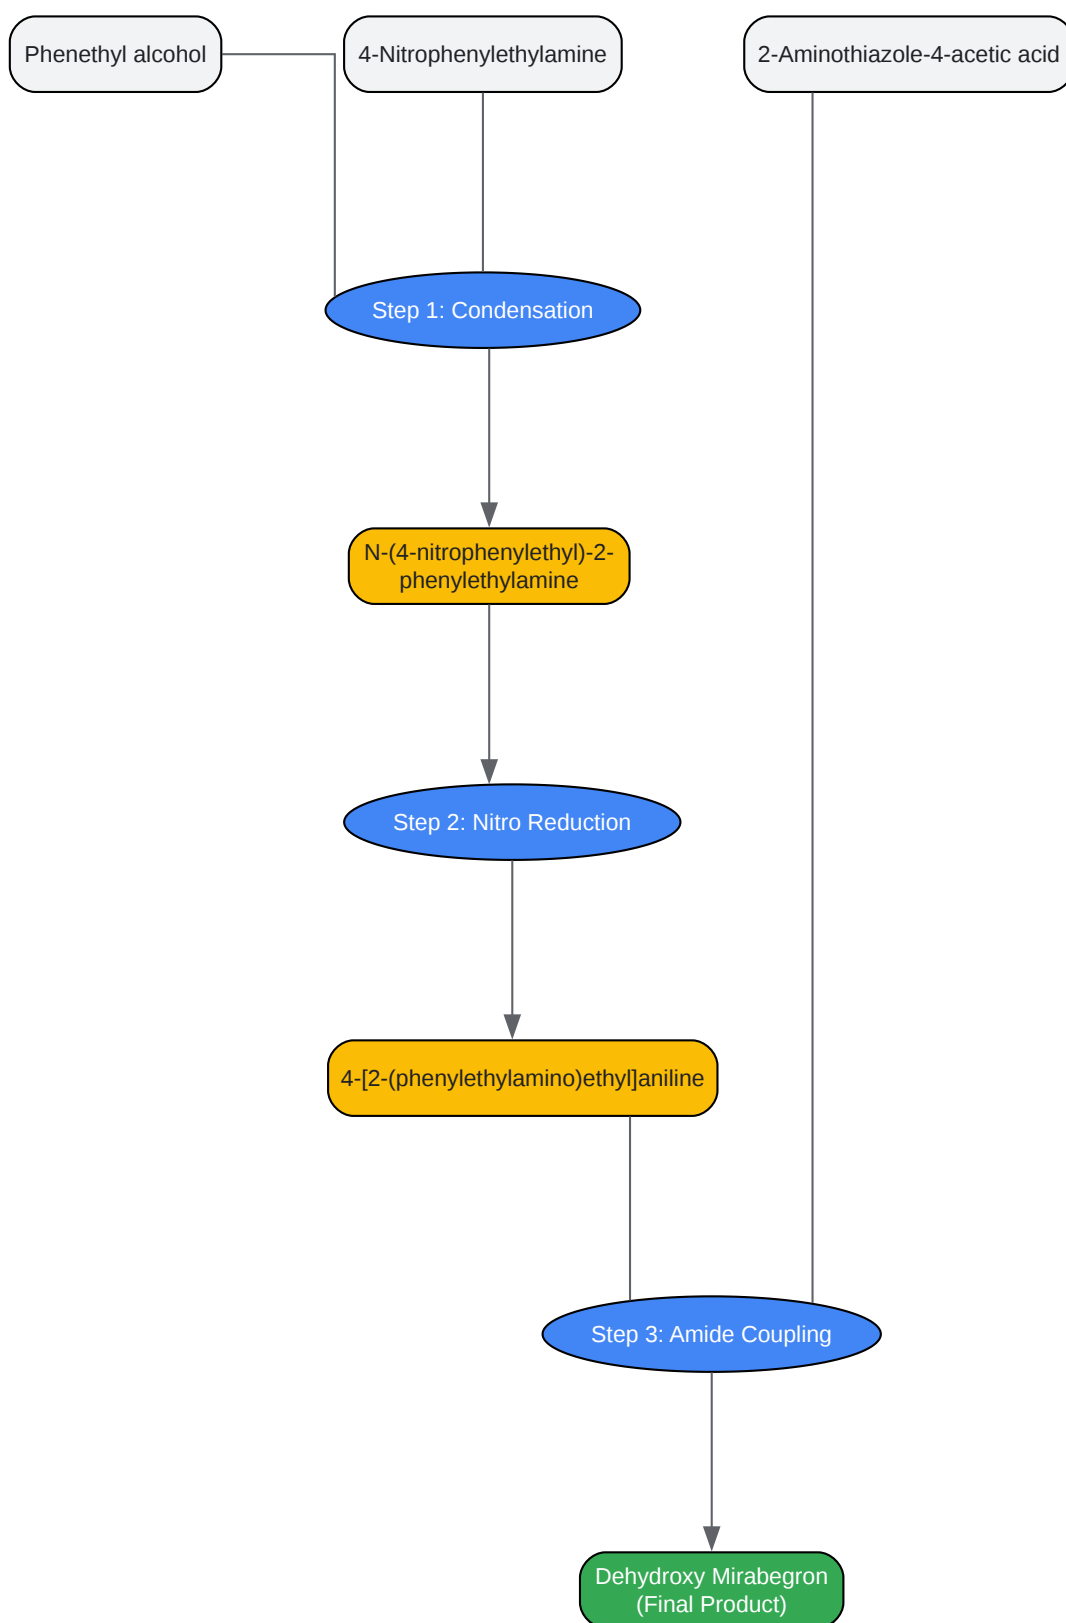 Phenethyl alcohol
4-Nitrophenylethylamine
2-Aminothiazole-4-acetic acid
Step 1: Condensation
N-(4-nitrophenylethyl)-2-
phenylethylamine
Step 2: Nitro Reduction
4-[2-(phenylethylamino)ethyl]aniline
Step 3: Amide Coupling
Dehydroxy Mirabegron
(Final Product)